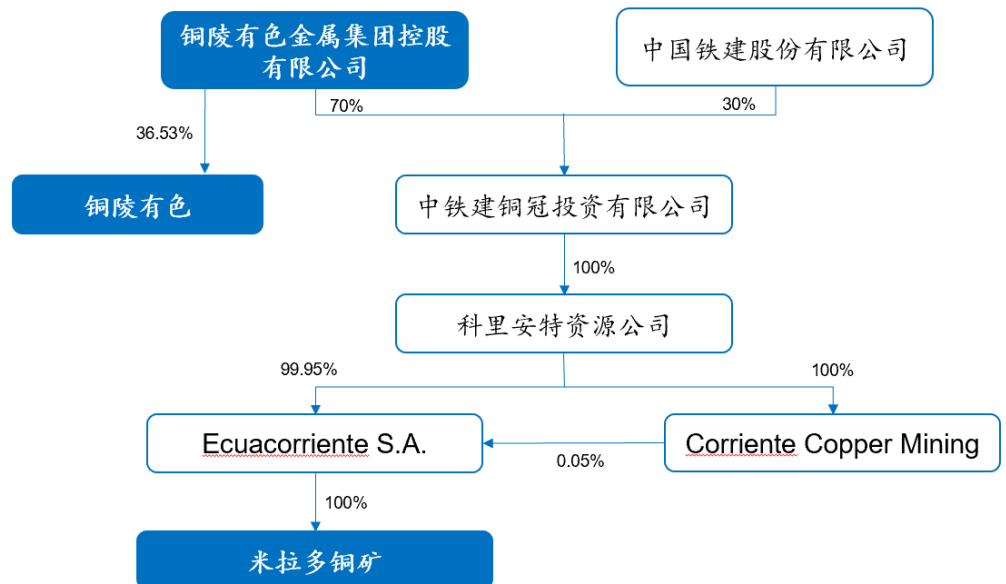 铜陵有色金属集团控股
有限公司
中国铁建股份有限公司
70%
30%
36.53%
铜陵有色
中铁建铜冠投资有限公司
100%
科里安特资源公司
99.95%
100%
Ecuacorriente S.A.
Corriente Copper Mining
0.05%
100%
米拉多铜矿